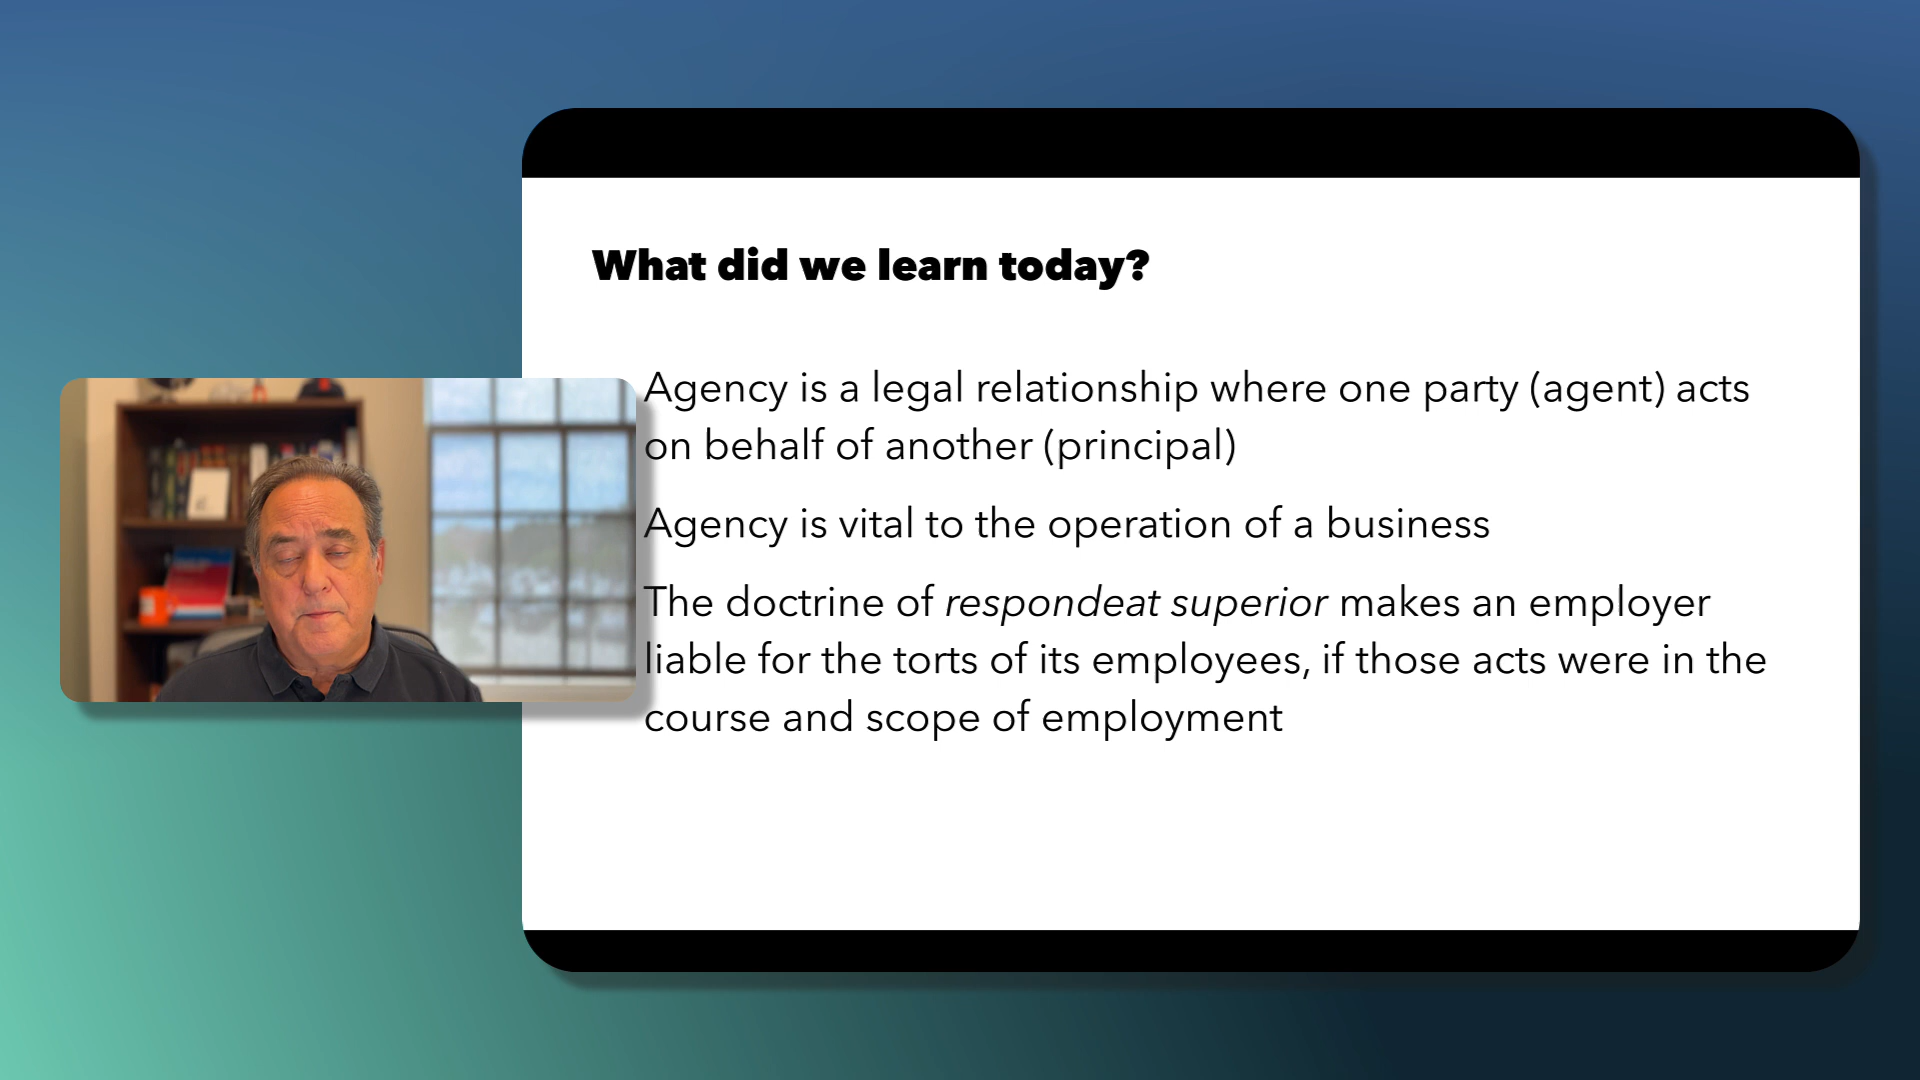 What did we learn today?
Agency is a legal relationship where one party (agent) acts
on behalf of another (principal)
Agency is vital to the operation of a business
The doctrine of respondeat superior makes an employer
liable for the torts of its employees, if those acts were in the
course and scope of employment